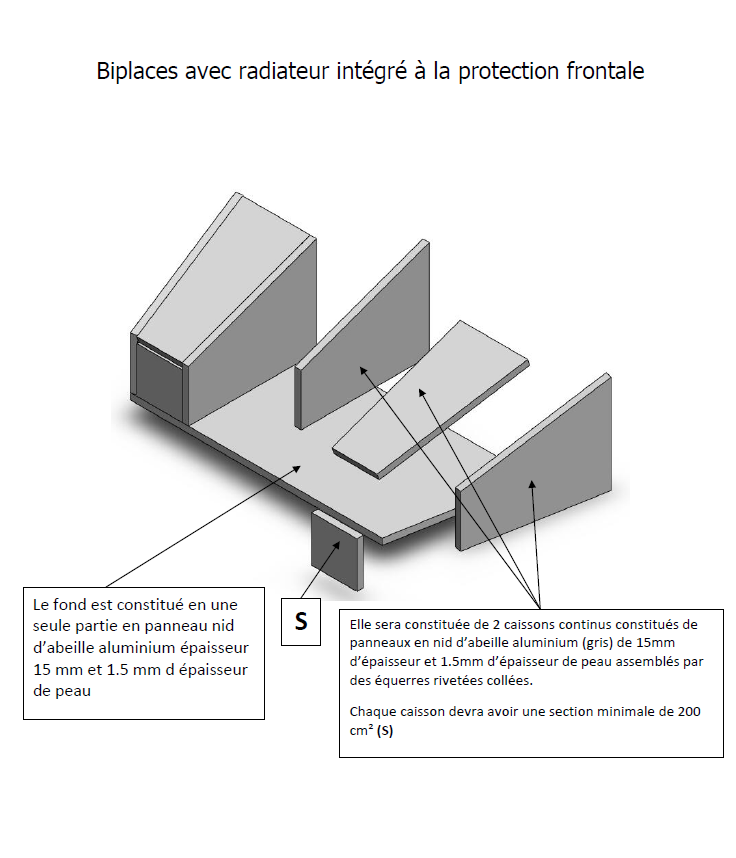 Biplaces avec radiateur intégré à la protection frontale
Le fond est constitué en une
seule partie en panneau nid
d’abeille aluminium épaisseur
15 mm et 1.5 mm d épaisseur
de peau
S
Elle sera constituée de 2 caissons continus constitués de
panneaux en nid d’abeille aluminium (gris) de 15mm
d’épaisseur et 1.5mm d’épaisseur de peau assemblés par
des équerres rivetées collées.
Chaque caisson devra avoir une section minimale de 200
cm² (S)